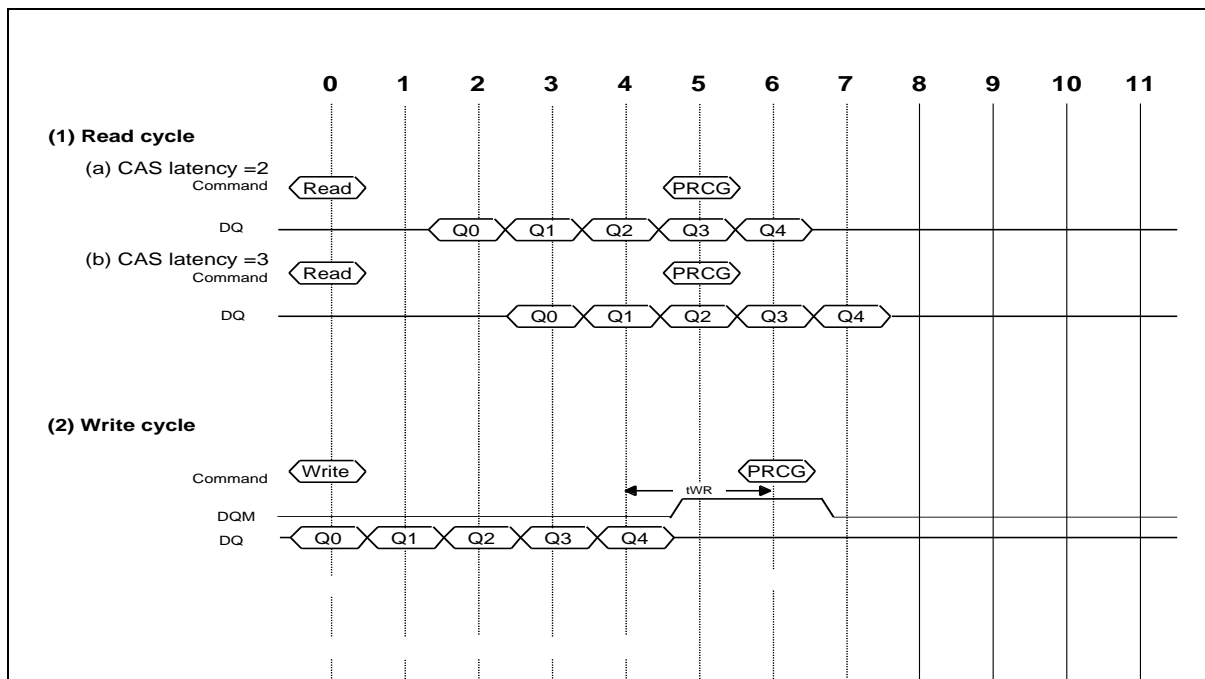 0 1 2 3 4 5 6 7 8 9 10 11
(1) Read cycle
(a) CAS latency =2
Command Read PRCG
DQ Q0 Q1 Q2 Q3 Q4
(b) CAS latency =3
Command Read PRCG
DQ Q0 Q1 Q2 Q3 Q4
(2) Write cycle
Command Write PRCG
tWR
DQM
DQ Q0 Q1 Q2 Q3 Q4